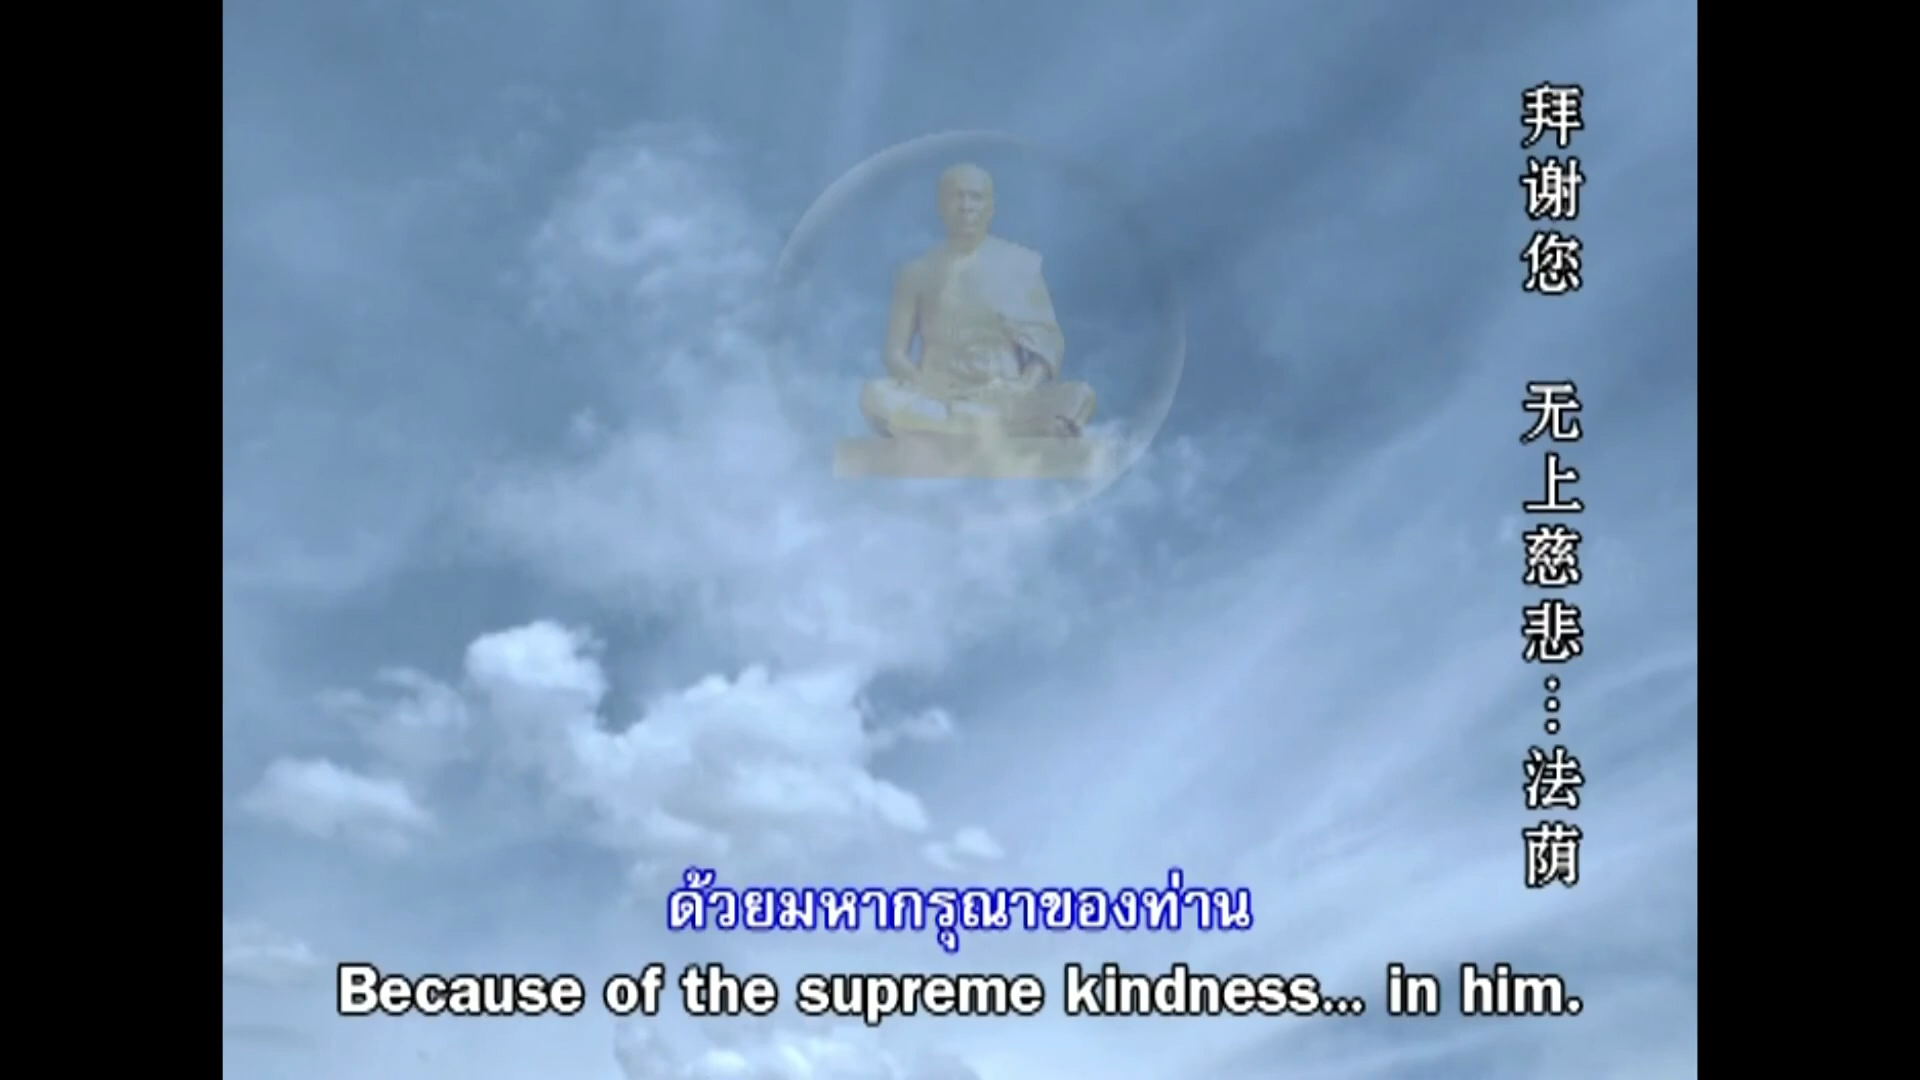 拜谢您 无上慈悲…法荫
ด้วยมหากรุณาของท่าน
Because of the supreme kindness... in him.